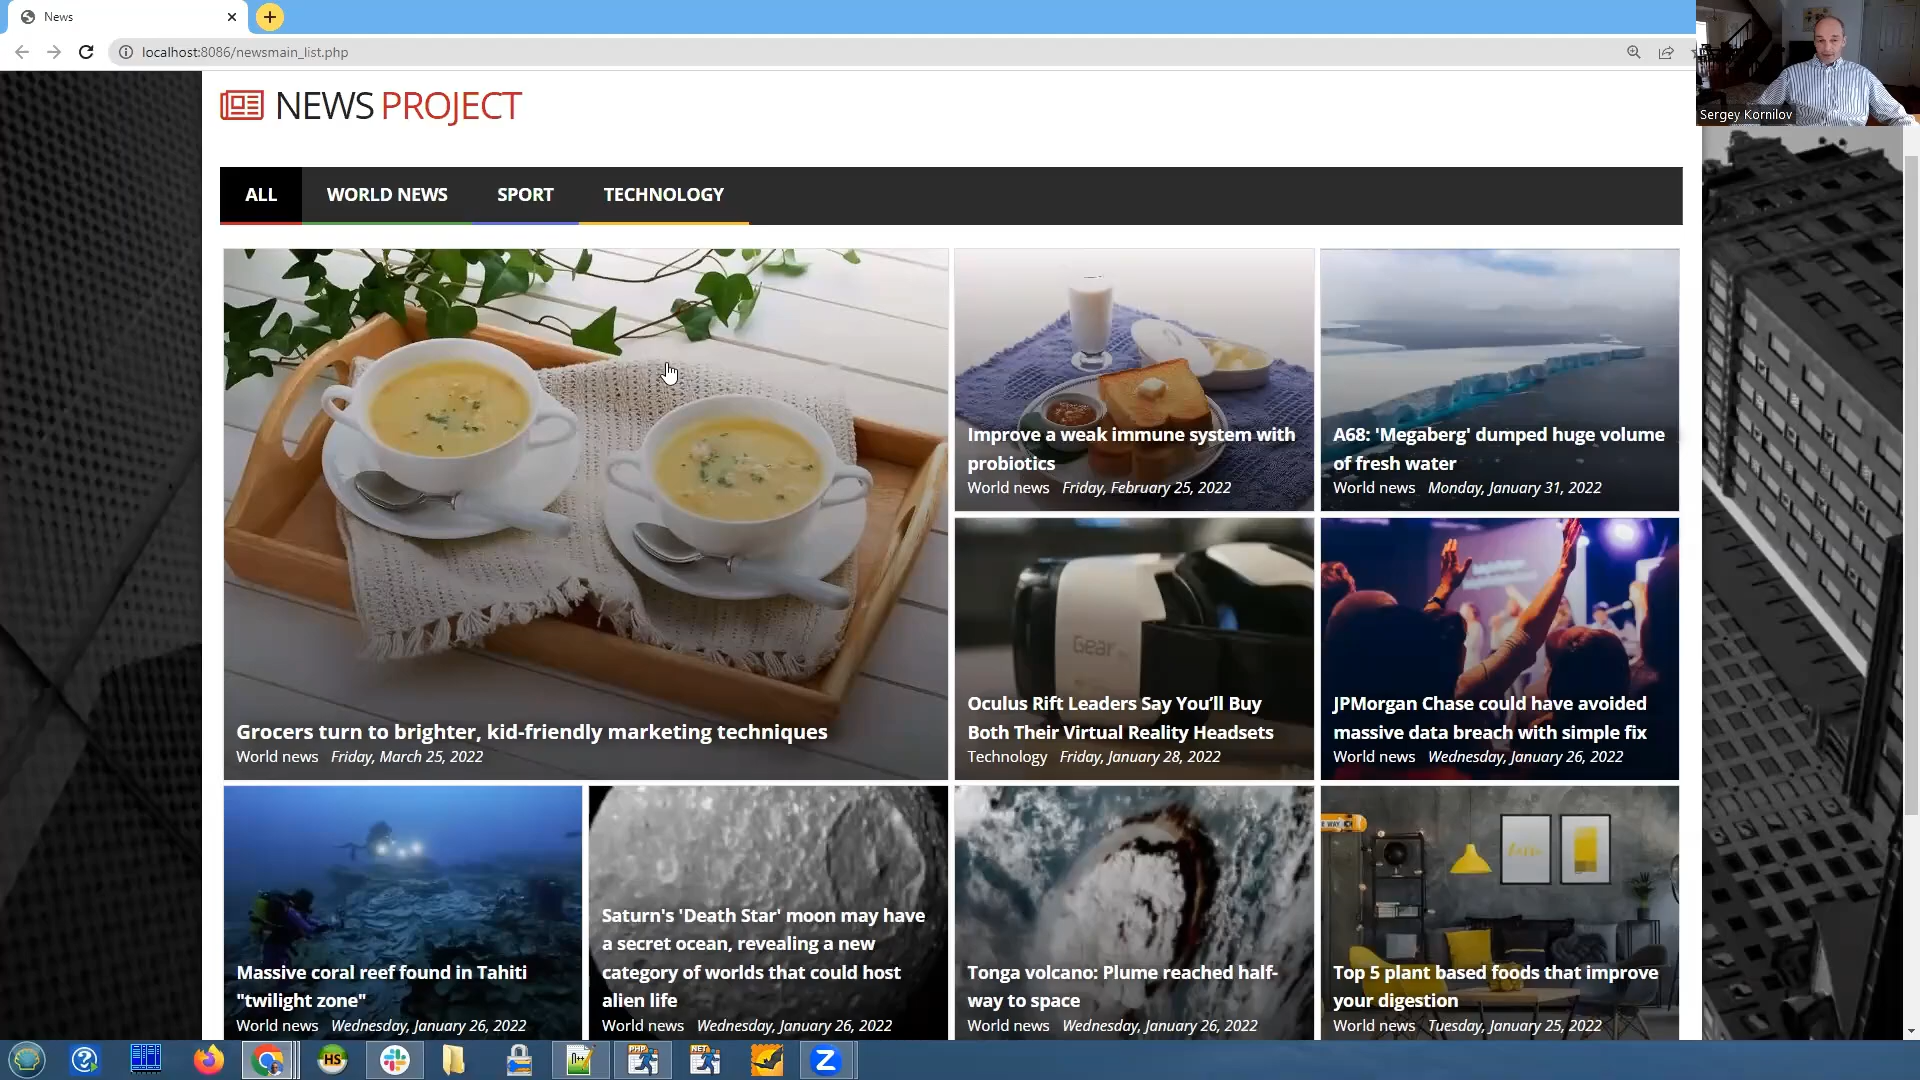 News
localhost:8086/newsmain_list.php
Sergey Kornilov
NEWS PROJECT
ALL
WORLD NEWS
SPORT
TECHNOLOGY
Grocers turn to brighter, kid-friendly marketing techniques
World news Friday, March 25, 2022
Improve a weak immune system with
probiotics
World news Friday, February 25, 2022
A68: 'Megaberg' dumped huge volume
of fresh water
World news Monday, January 31, 2022
Gear
Oculus Rift Leaders Say You’ll Buy
Both Their Virtual Reality Headsets
Technology Friday, January 28, 2022
JPMorgan Chase could have avoided
massive data breach with simple fix
World news Wednesday, January 26, 2022
Massive coral reef found in Tahiti
"twilight zone"
World news Wednesday, January 26, 2022
Saturn's 'Death Star' moon may have
a secret ocean, revealing a new
category of worlds that could host
alien life
World news Wednesday, January 26, 2022
Tonga volcano: Plume reached half-
way to space
World news Wednesday, January 26, 2022
Top 5 plant based foods that improve
your digestion
World news Tuesday, January 25, 2022
HS
PHP
NET